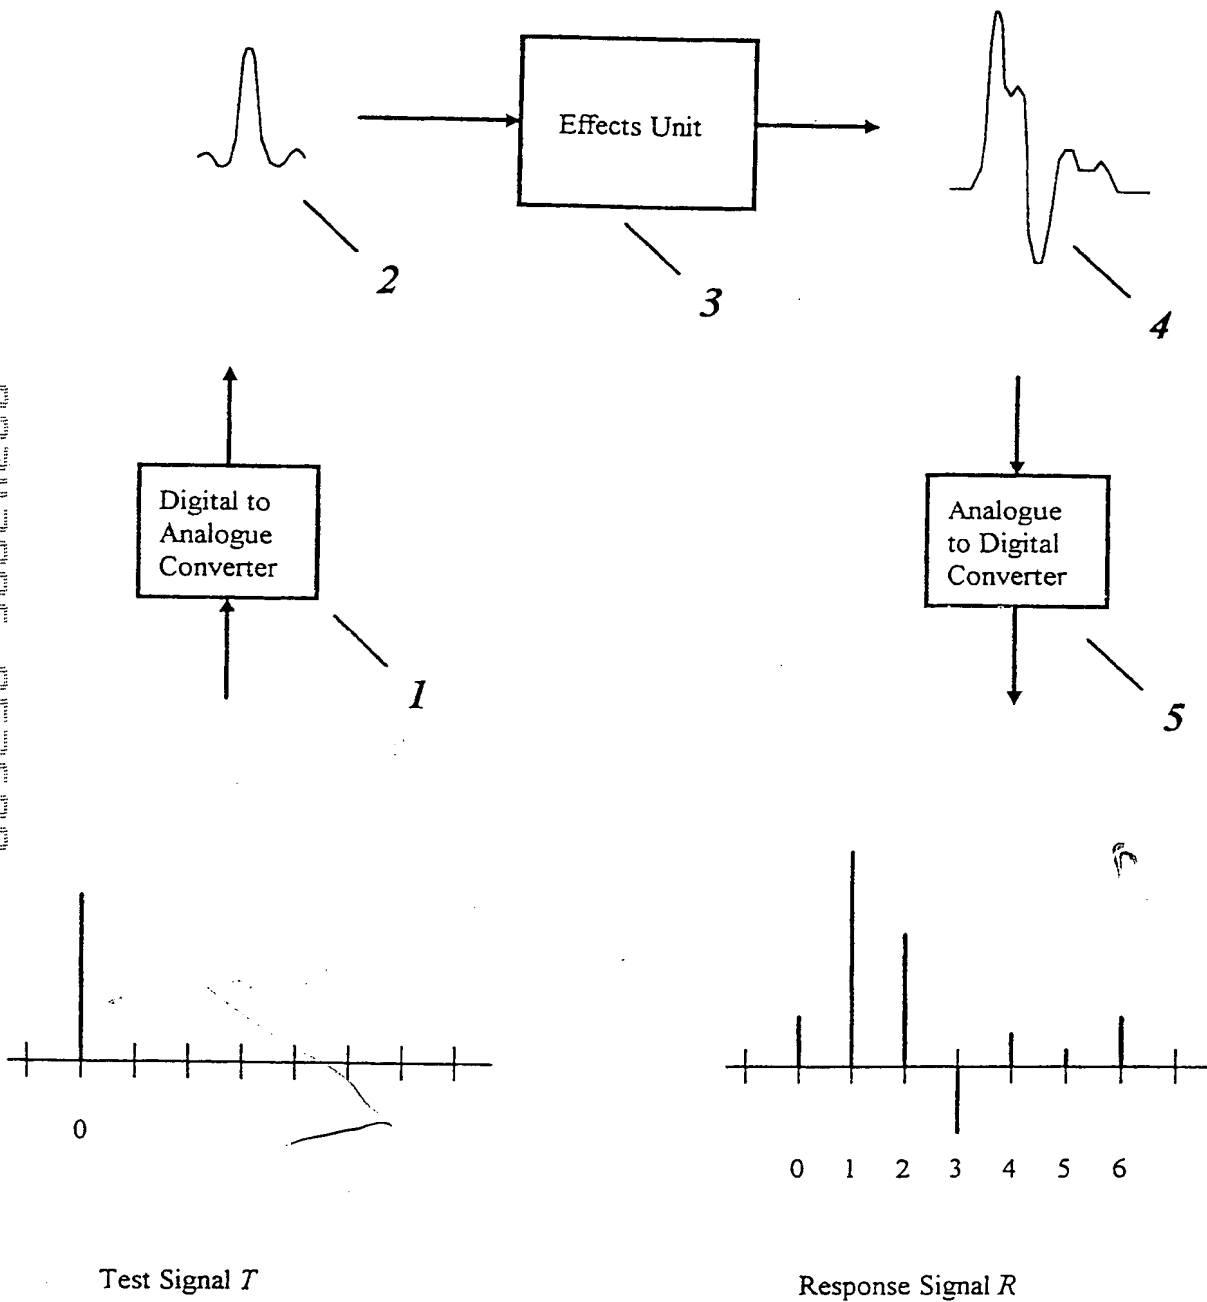 Effects Unit
2
3
4
Digital to
Analogue
Converter
Analogue
to Digital
Converter
1
5
0
0 1 2 3 4 5 6
Test Signal T
Response Signal R